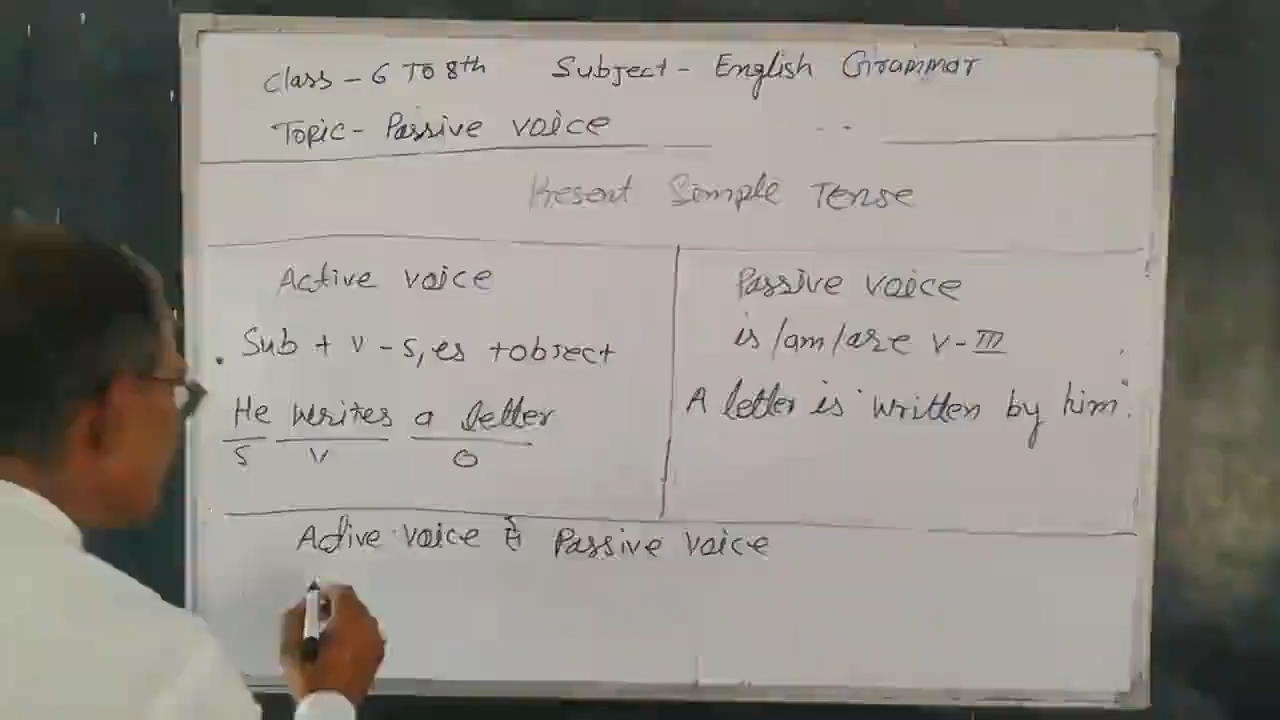 Class - 6 TO 8th Subject - English Grammar
Topic - Passive voice
Present Simple Tense
Active voice
Sub + v - s, es + object
He writes a letter
S V O
Passive voice
is/am/are v-III
A letter is written by him.
Active voice से Passive voice